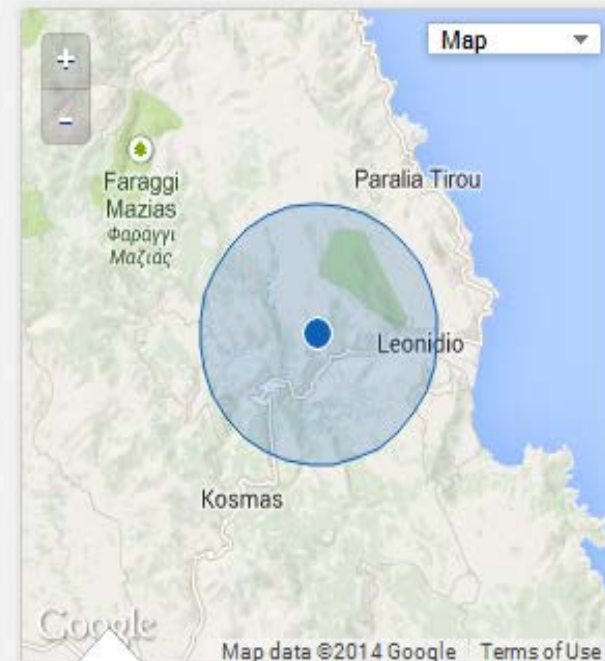 Map
+
-
Faraggi
Mazias
Φαράγγι
Μαζιάς
Paralia Tirou
Leonidio
Kosmas
Google
Map data ©2014 Google Terms of Use